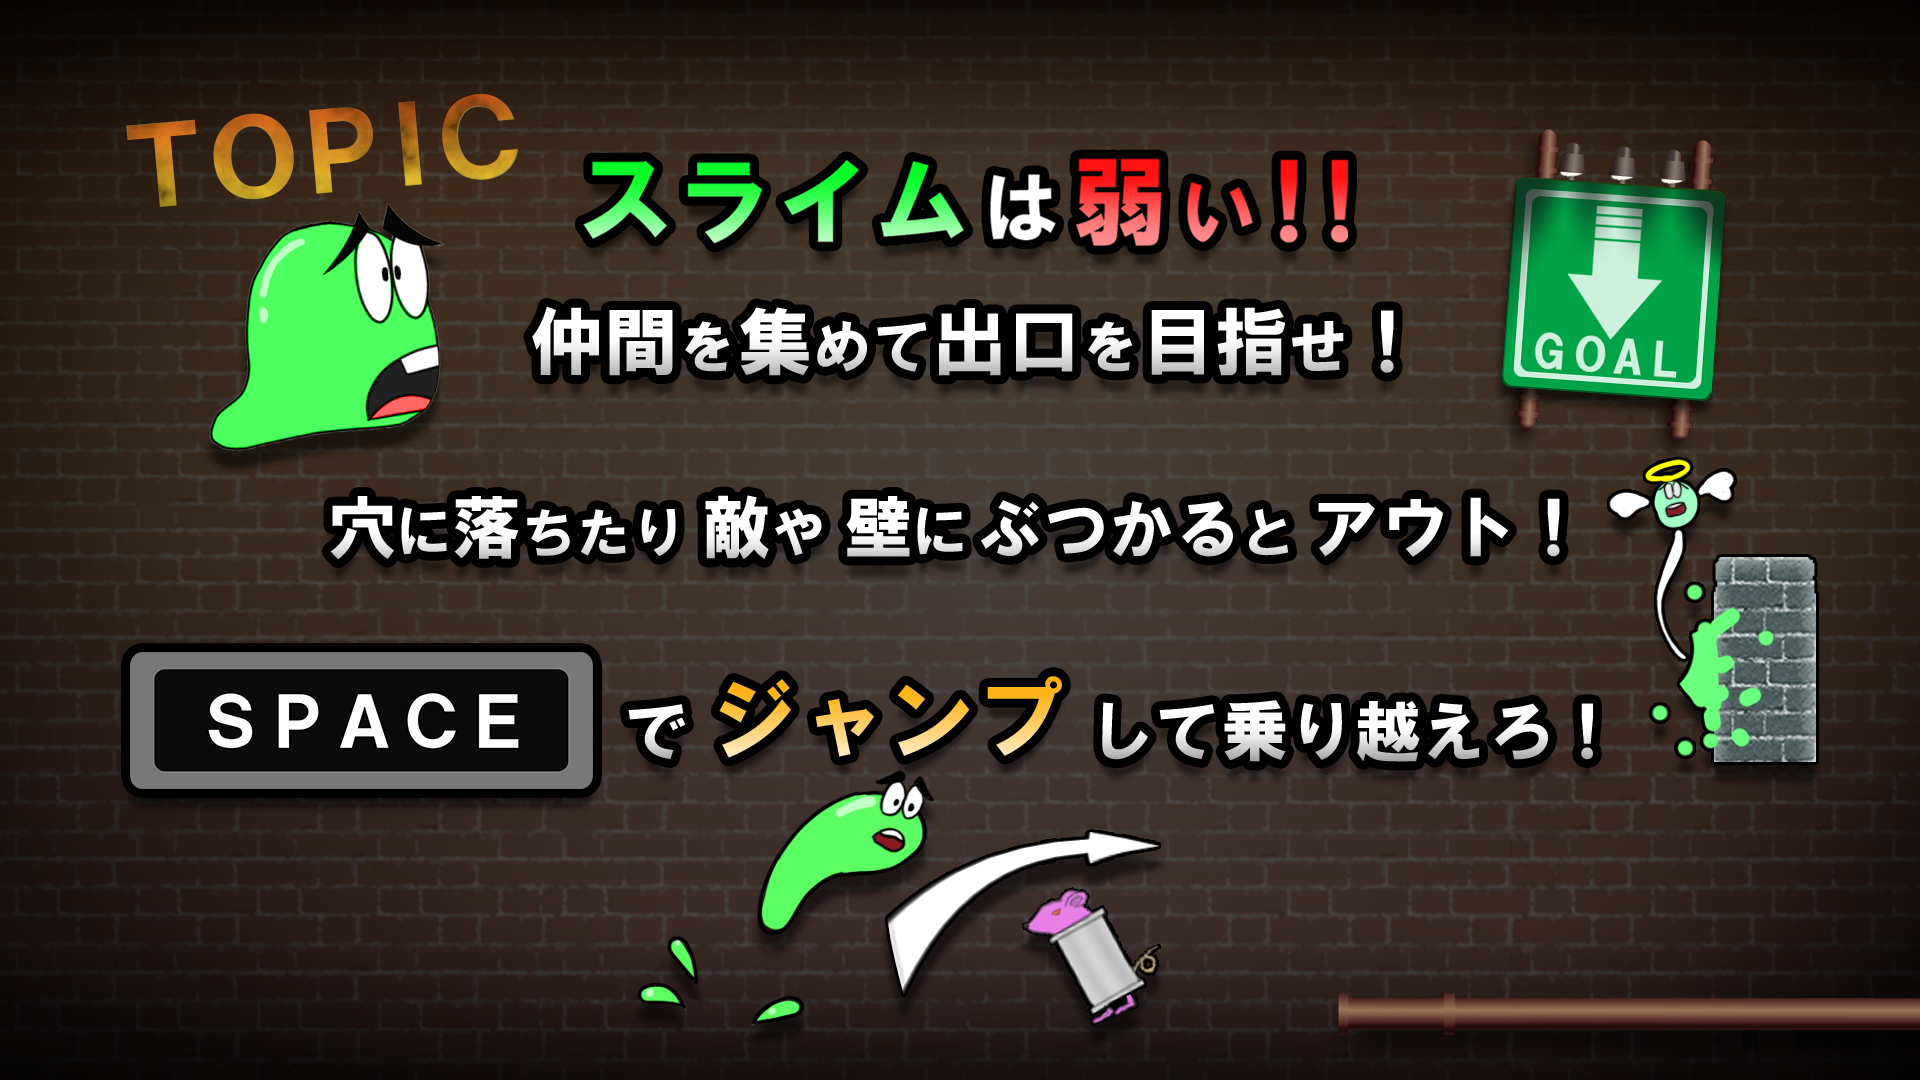 TOPIC
スライムは弱い!!
仲間を集めて出口を目指せ！
GOAL
穴に落ちたり敵や壁にぶつかるとアウト！
SPACE でジャンプして乗り越えろ！